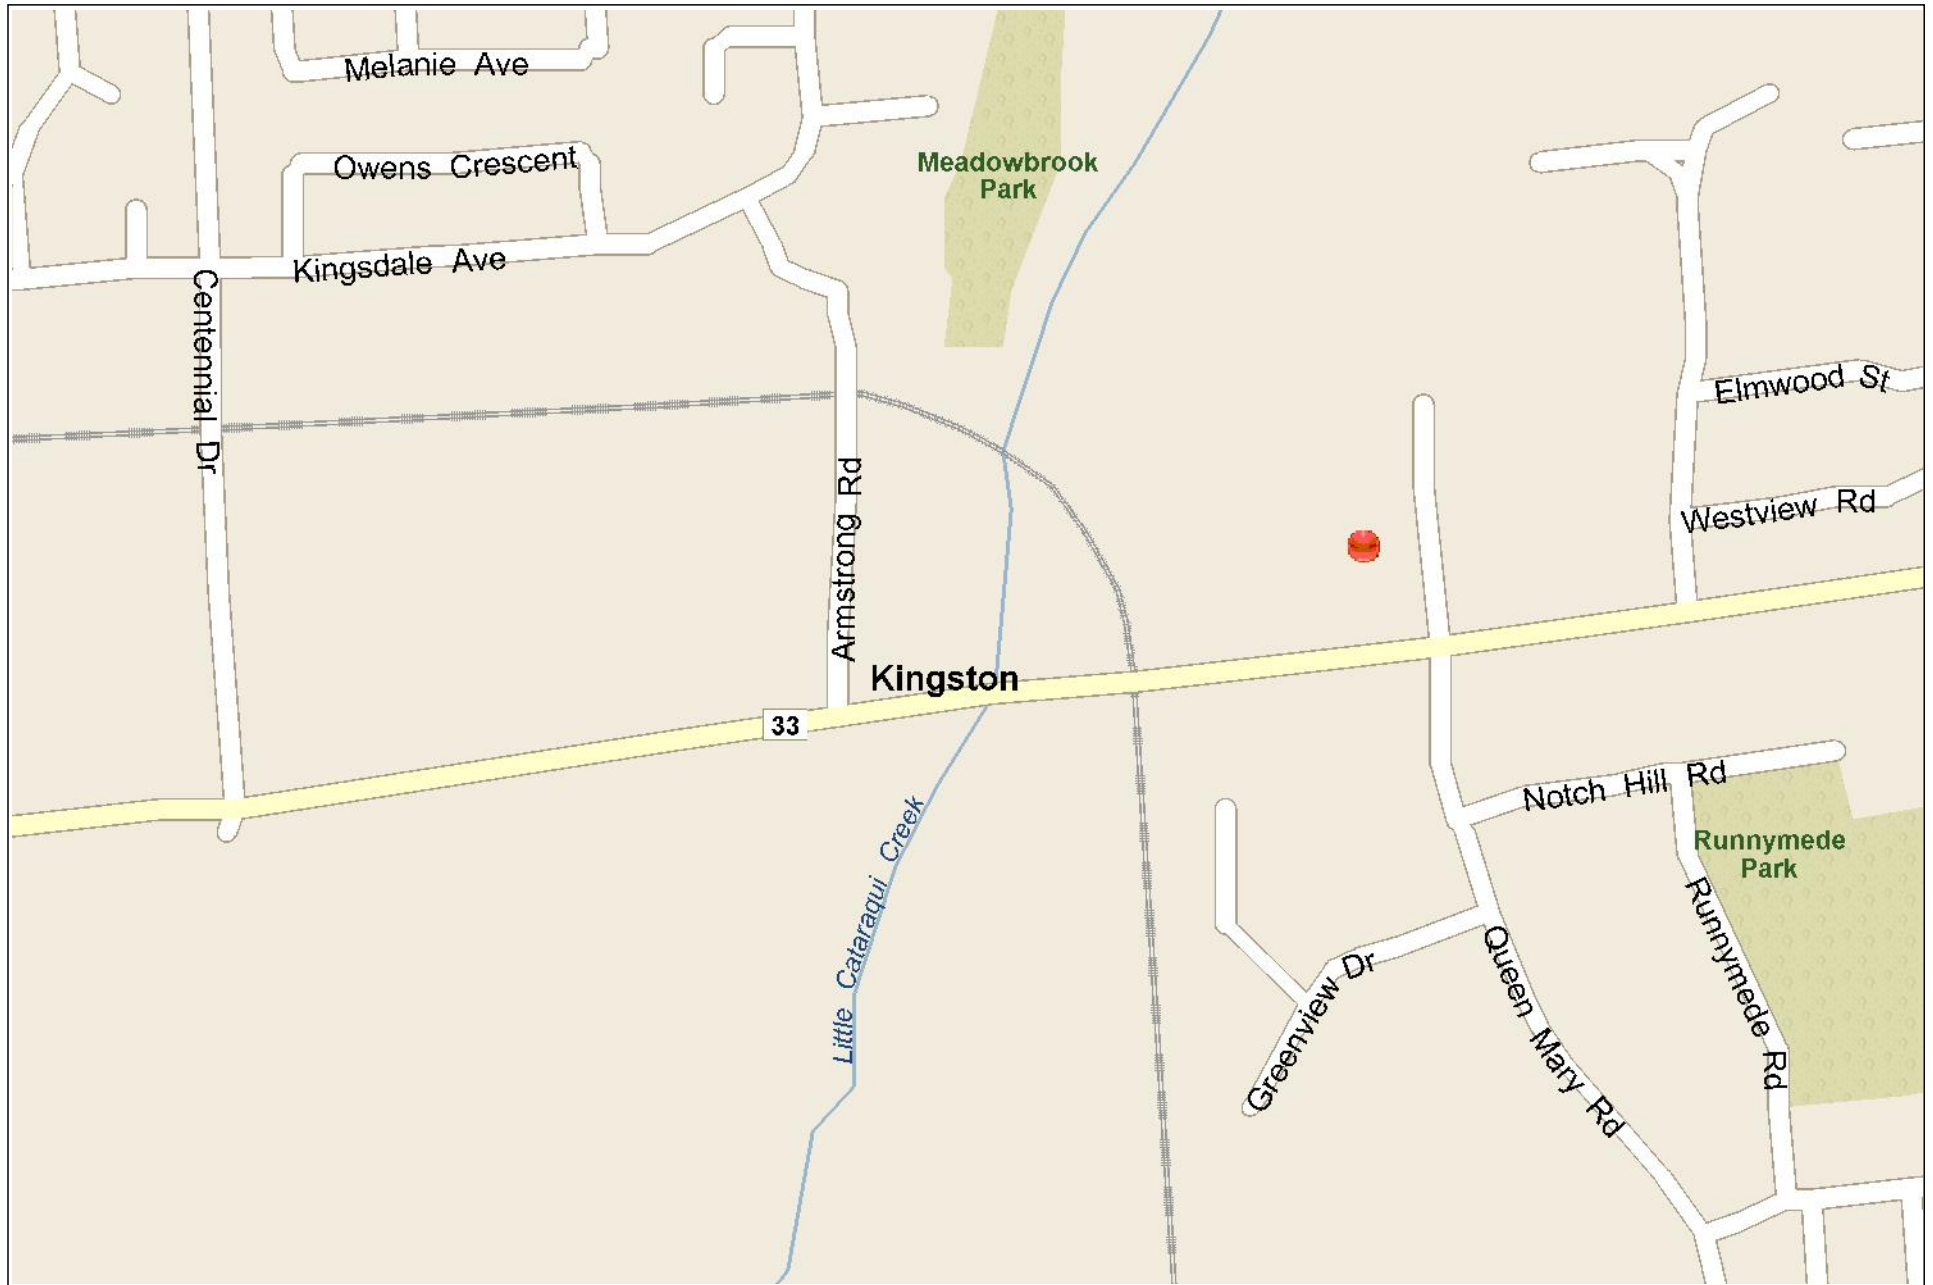 Melanie Ave
Owens Crescent
Meadowbrook
Park
Kingsdale Ave
Centennial Dr
Elmwood St
Armstrong Rd
Westview Rd
Kingston
33
Notch Hill Rd
Little Cataraqui Creek
Runnymede
Park
Runnymede Rd
Greenview Dr
Queen Mary Rd